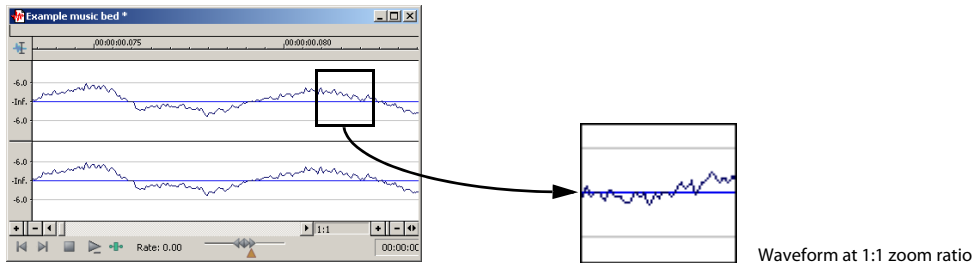 Example music bed *
00:00:00.075 00:00:00.080
-6.0
-Inf.
-6.0
-6.0
-Inf.
-6.0
1:1
Rate: 0.00
00:00:00
Waveform at 1:1 zoom ratio